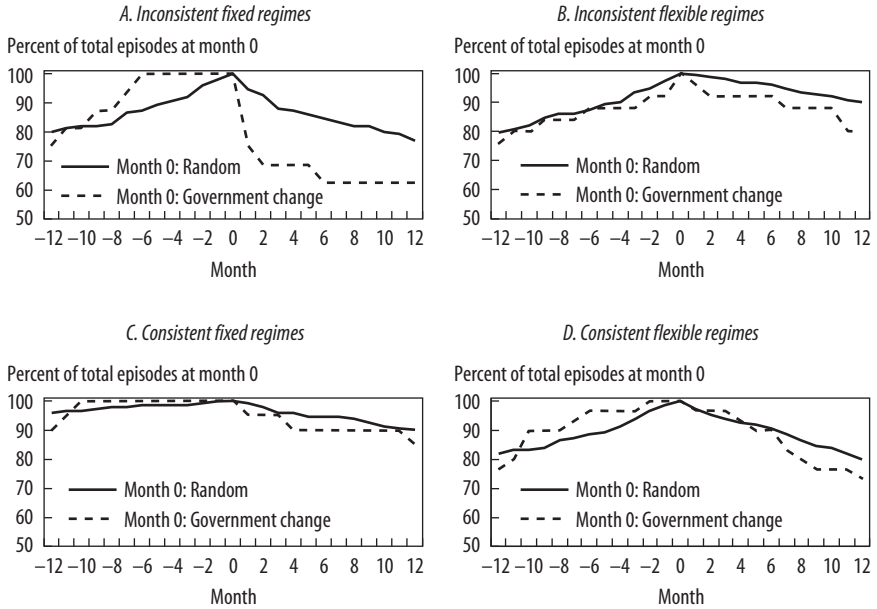 A. Inconsistent fixed regimes
Percent of total episodes at month 0
100
90
80
70
60
50
Month 0: Random
Month 0: Government change
−12 −10 −8 −6 −4 −2 0 2 4 6 8 10 12
Month
B. Inconsistent flexible regimes
Percent of total episodes at month 0
100
90
80
70
60
50
Month 0: Random
Month 0: Government change
−12 −10 −8 −6 −4 −2 0 2 4 6 8 10 12
Month
C. Consistent fixed regimes
Percent of total episodes at month 0
100
90
80
70
60
50
Month 0: Random
Month 0: Government change
−12 −10 −8 −6 −4 −2 0 2 4 6 8 10 12
Month
D. Consistent flexible regimes
Percent of total episodes at month 0
100
90
80
70
60
50
Month 0: Random
Month 0: Government change
−12 −10 −8 −6 −4 −2 0 2 4 6 8 10 12
Month